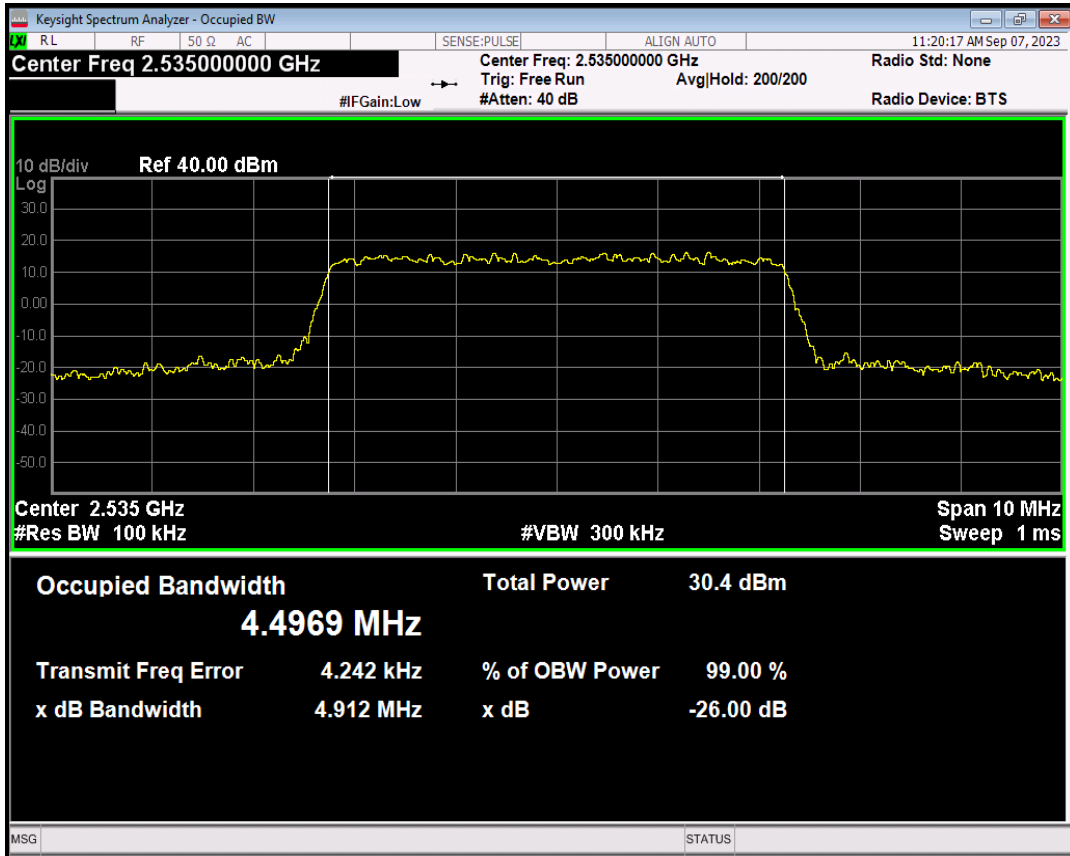 Keysight Spectrum Analyzer - Occupied BW
LXI RL RF 50 Ω AC SENSE:PULSE ALIGN AUTO 11:20:17 AM Sep 07, 2023
Center Freq 2.535000000 GHz Center Freq: 2.535000000 GHz Radio Std: None
Trig: Free Run Avg|Hold: 200/200
#IFGain:Low #Atten: 40 dB Radio Device: BTS
10 dB/div Ref 40.00 dBm
Log
30.0
20.0
10.0
0.00
-10.0
-20.0
-30.0
-40.0
-50.0
Center 2.535 GHz Span 10 MHz
#Res BW 100 kHz #VBW 300 kHz Sweep 1 ms
Occupied Bandwidth Total Power 30.4 dBm
4.4969 MHz
Transmit Freq Error 4.242 kHz % of OBW Power 99.00 %
x dB Bandwidth 4.912 MHz x dB -26.00 dB
MSG STATUS